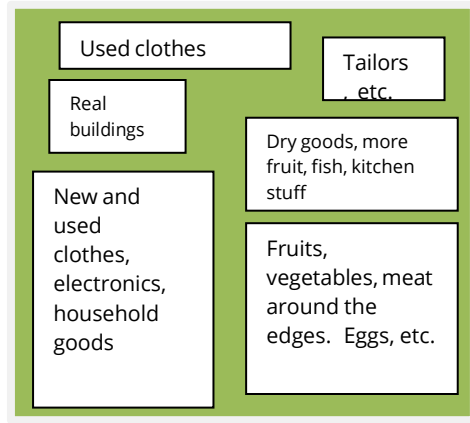 Used clothes
Tailors
, etc.
Real
buildings
Dry goods, more
fruit, fish, kitchen
stuff
New and
used
clothes,
electronics,
household
goods
Fruits,
vegetables, meat
around the
edges.  Eggs, etc.